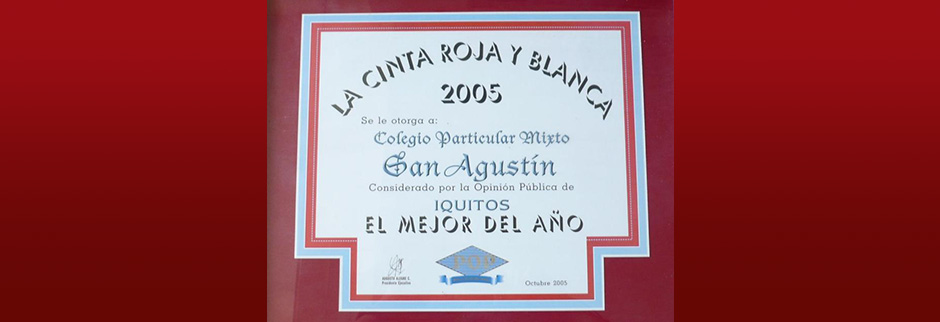 LA CINTA ROJA Y BLANCA
2005
Se le otorga a:
Colegio Particular Mixto
San Agustín
Considerado por la Opinión Pública de
IQUITOS
EL MEJOR DEL AÑO
PGP
Octubre 2005